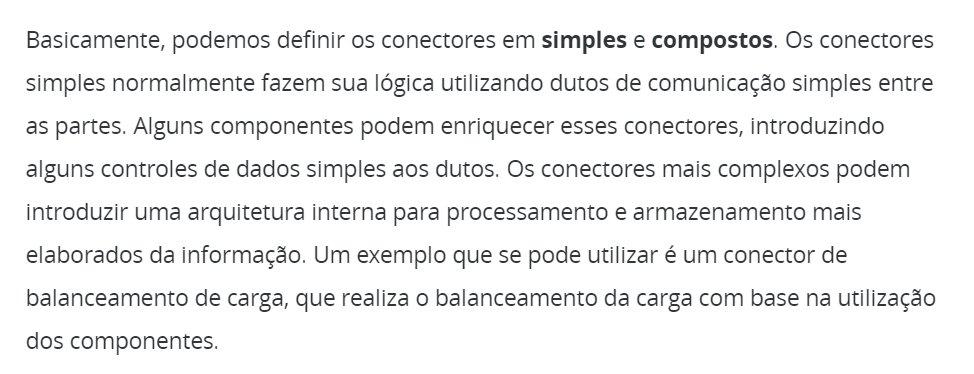 Basicamente, podemos definir os conectores em simples e compostos. Os conectores
simples normalmente fazem sua lógica utilizando dutos de comunicação simples entre
as partes. Alguns componentes podem enriquecer esses conectores, introduzindo
alguns controles de dados simples aos dutos. Os conectores mais complexos podem
introduzir uma arquitetura interna para processamento e armazenamento mais
elaborados da informação. Um exemplo que se pode utilizar é um conector de
balanceamento de carga, que realiza o balanceamento da carga com base na utilização
dos componentes.